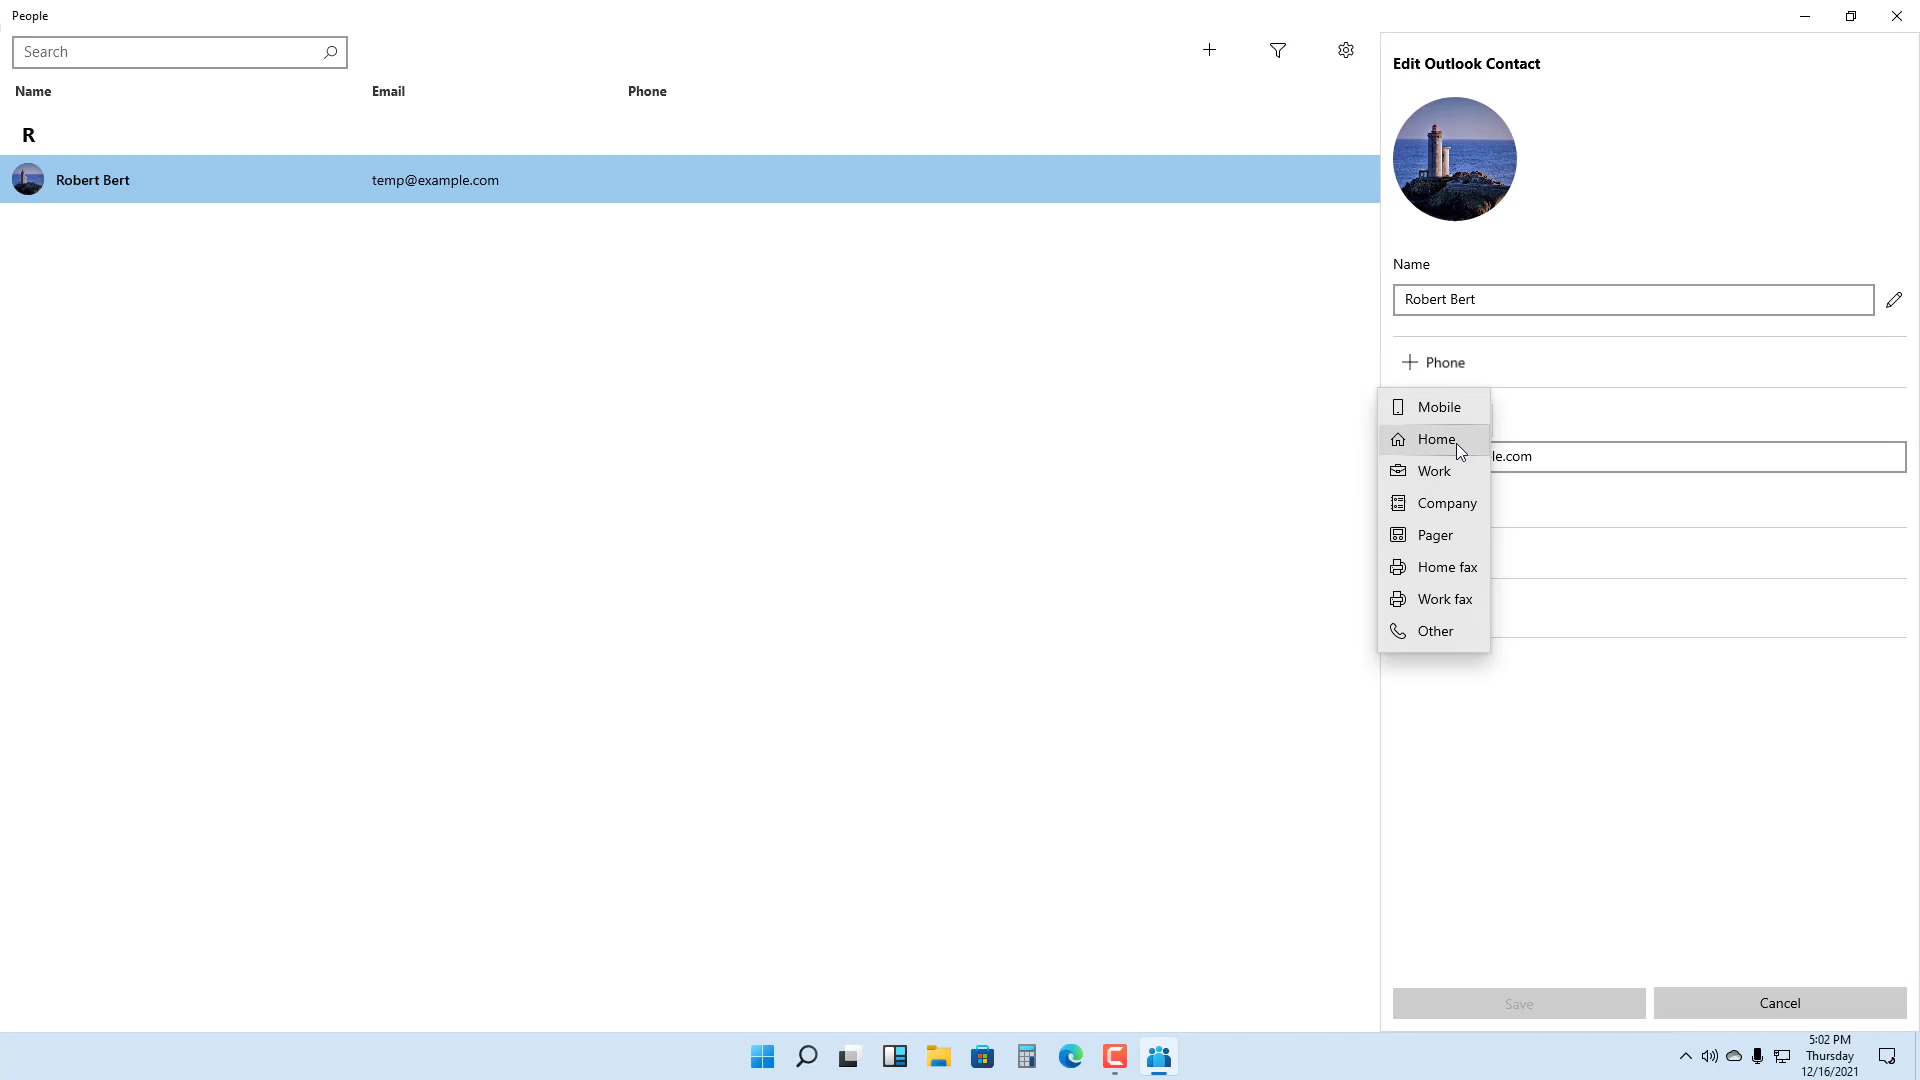 People
Search
Name Email Phone
R
Robert Bert temp@example.com
Edit Outlook Contact
Name
Robert Bert
Phone
Mobile
Home
le.com
Work
Company
Pager
Home fax
Work fax
Other
Save Cancel
5:02 PM
Thursday
12/16/2021